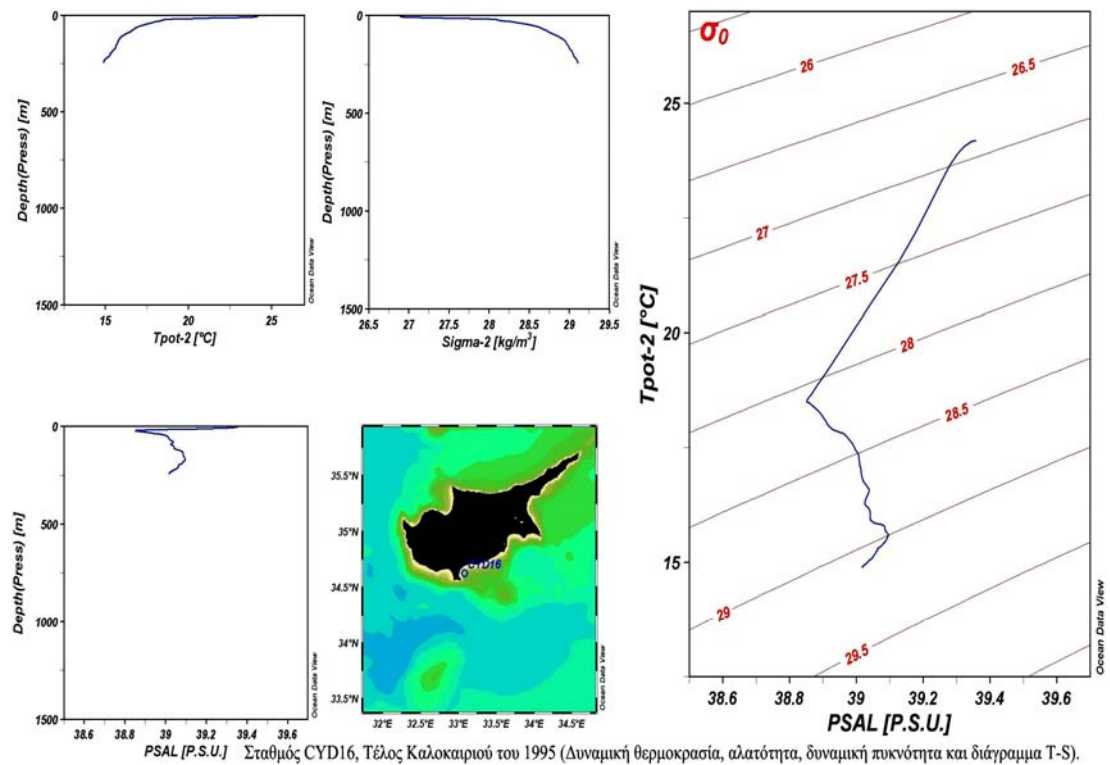 0
500
1000
1500
Depth(Press) [m]
15
20
25
Tpot-2 [°C]
Ocean Data View
0
500
1000
1500
Depth(Press) [m]
26.5
27
27.5
28
28.5
29
29.5
Sigma-2 [kg/m³]
Ocean Data View
σ₀
25
20
15
Tpot-2 [°C]
26
26.5
27
27.5
28
28.5
29
29.5
38.6
38.8
39
39.2
39.4
39.6
PSAL [P.S.U.]
Ocean Data View
0
500
1000
1500
Depth(Press) [m]
38.6
38.8
39
39.2
39.4
39.6
PSAL [P.S.U.]
Ocean Data View
35.5°N
35°N
34.5°N
34°N
33.5°N
CYD16
32°E
32.5°E
33°E
33.5°E
34°E
34.5°E
Ocean Data View
Σταθμός CYD16, Τέλος Καλοκαιριού του 1995 (Δυναμική θερμοκρασία, αλατότητα, δυναμική πυκνότητα και διάγραμμα T-S).